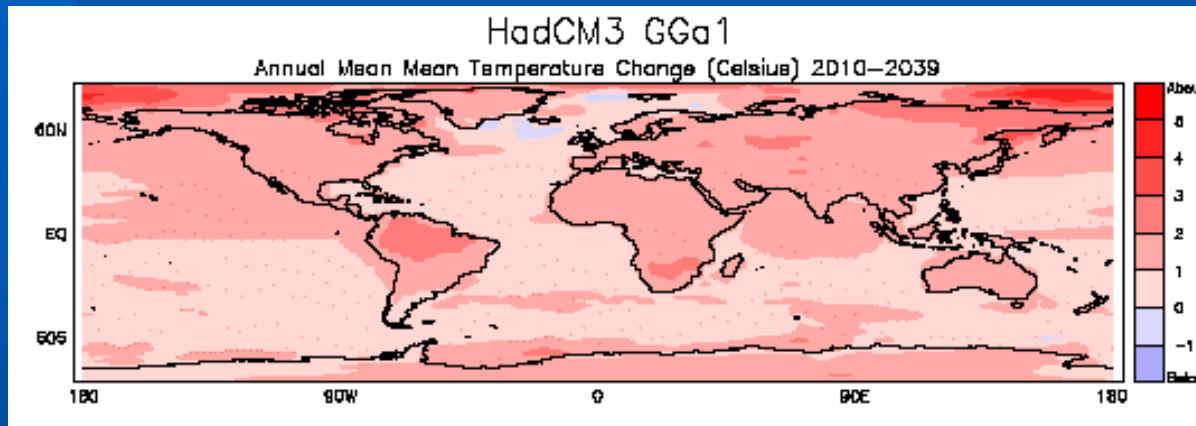 HadCM3 GGa1
Annual Mean Mean Temperature Change (Celsius) 2010-2039
60N
EQ
60S
180
90W
0
90E
180
5
4
3
2
1
0
-1